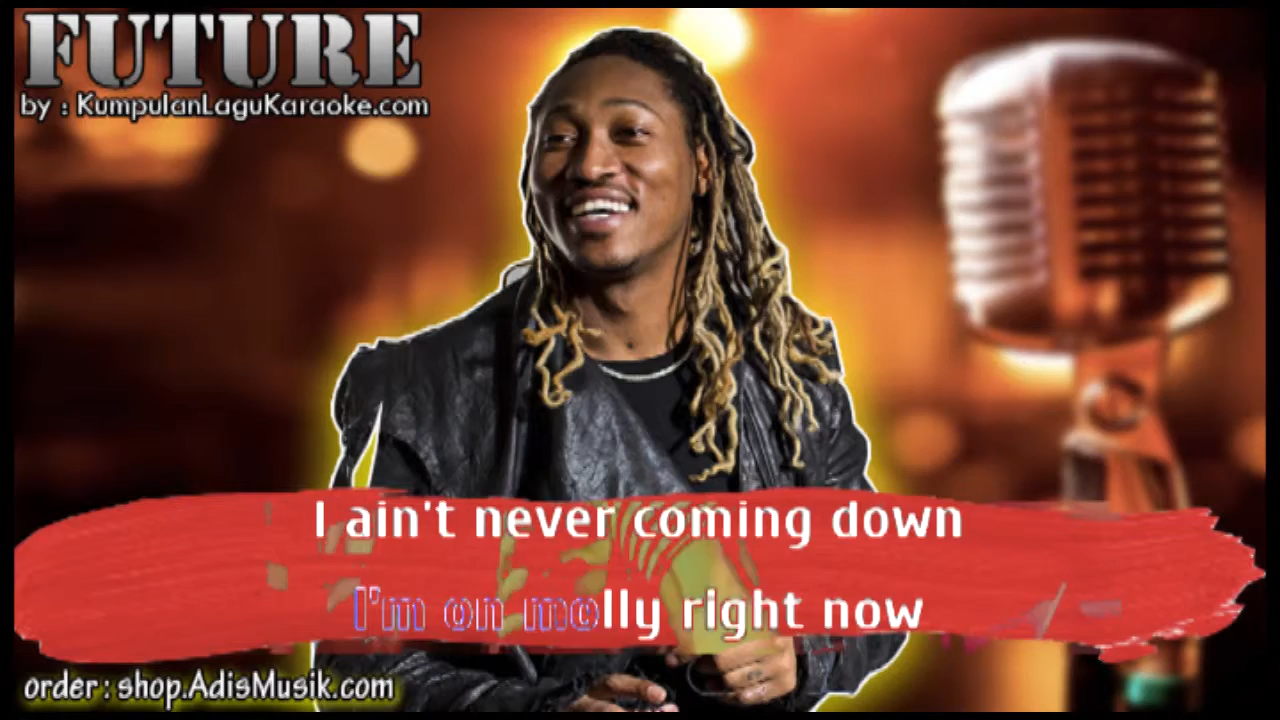 FUTURE
by : KumpulanLaguKaraoke.com
I ain't never coming down
I'm on molly right now
order : shop.AdisMusik.com